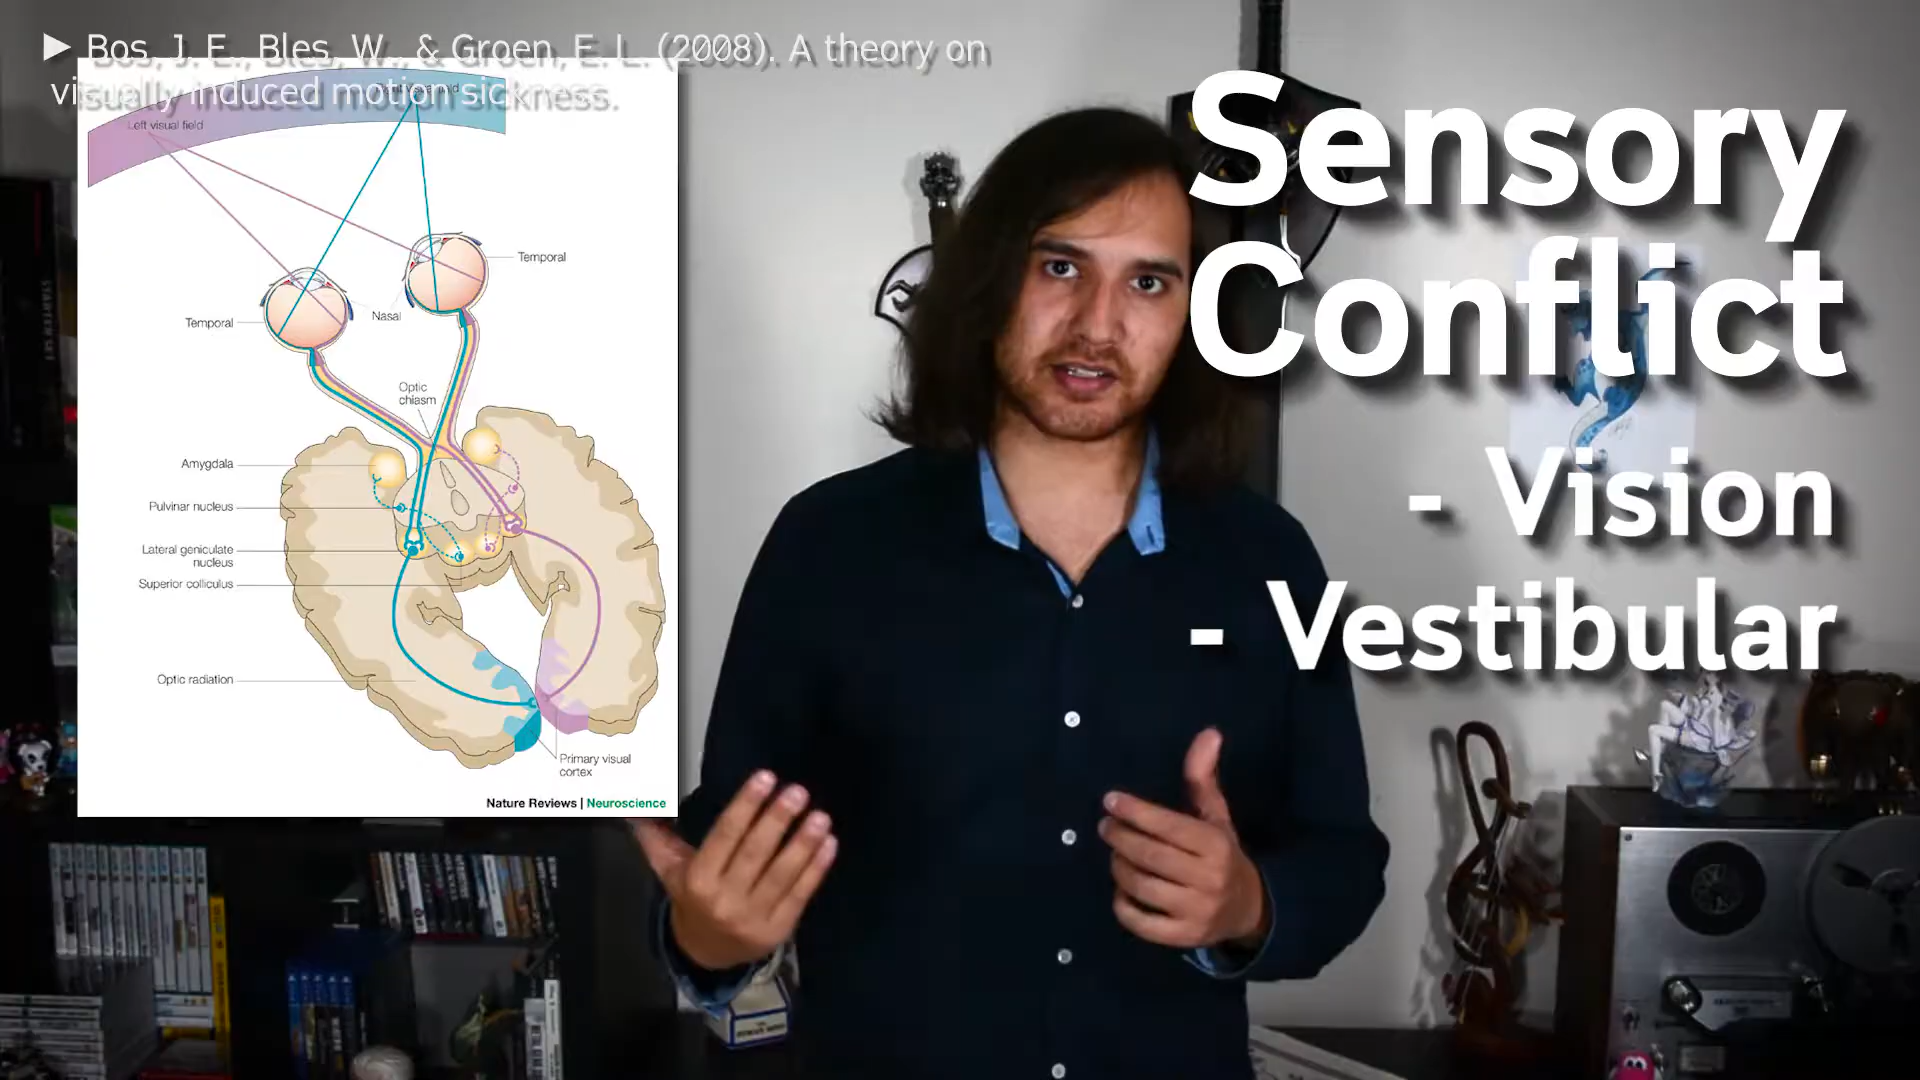 ► Bos, J. E., Bles, W., & Groen, E. L. (2008). A theory on
visually induced motion sickness.
Left visual field
Temporal
Temporal
Nasal
Optic
chiasm
Amygdala
Pulvinar nucleus
Lateral geniculate
nucleus
Superior colliculus
Optic radiation
Primary visual
cortex
Nature Reviews | Neuroscience
Sensory
Conflict
- Vision
- Vestibular